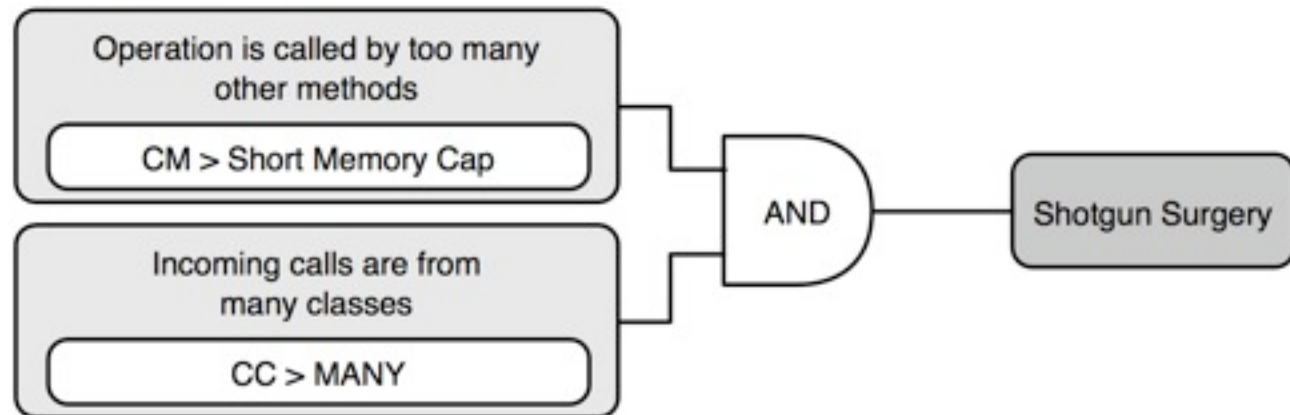 Operation is called by too many
other methods
CM > Short Memory Cap
Incoming calls are from
many classes
CC > MANY
AND
Shotgun Surgery